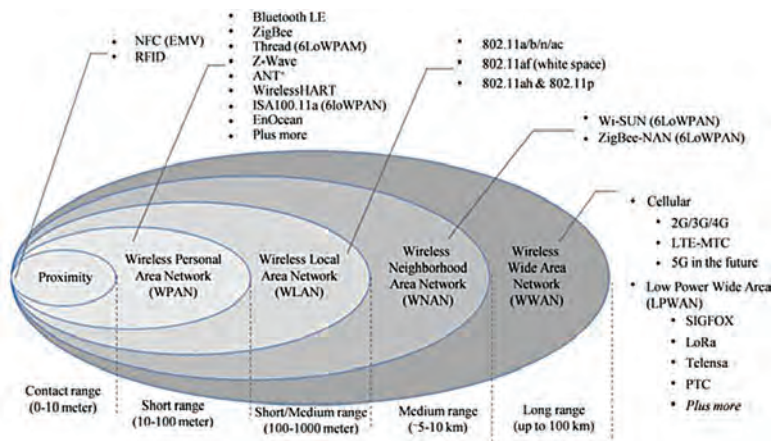 NFC (EMV)
RFID
Bluetooth LE
ZigBee
Thread (6LoWPAM)
Z-Wave
ANT+
WirelessHART
ISA100.11a (6loWPAN)
EnOcean
Plus more
802.11a/b/n/ac
802.11af (white space)
802.11ah & 802.11p
Wi-SUN (6LoWPAN)
ZigBee-NAN (6LoWPAN)
Cellular
2G/3G/4G
LTE-MTC
5G in the future
Low Power Wide Area
(LPWAN)
SIGFOX
LoRa
Telensa
PTC
Plus more
Proximity
Wireless Personal
Area Network
(WPAN)
Wireless Local
Area Network
(WLAN)
Wireless
Neighborhood
Area Network
(WNAN)
Wireless
Wide Area
Network
(WWAN)
Contact range
(0-10 meter)
Short range
(10-100 meter)
Short/Medium range
(100-1000 meter)
Medium range
(~5-10 km)
Long range
(up to 100 km)